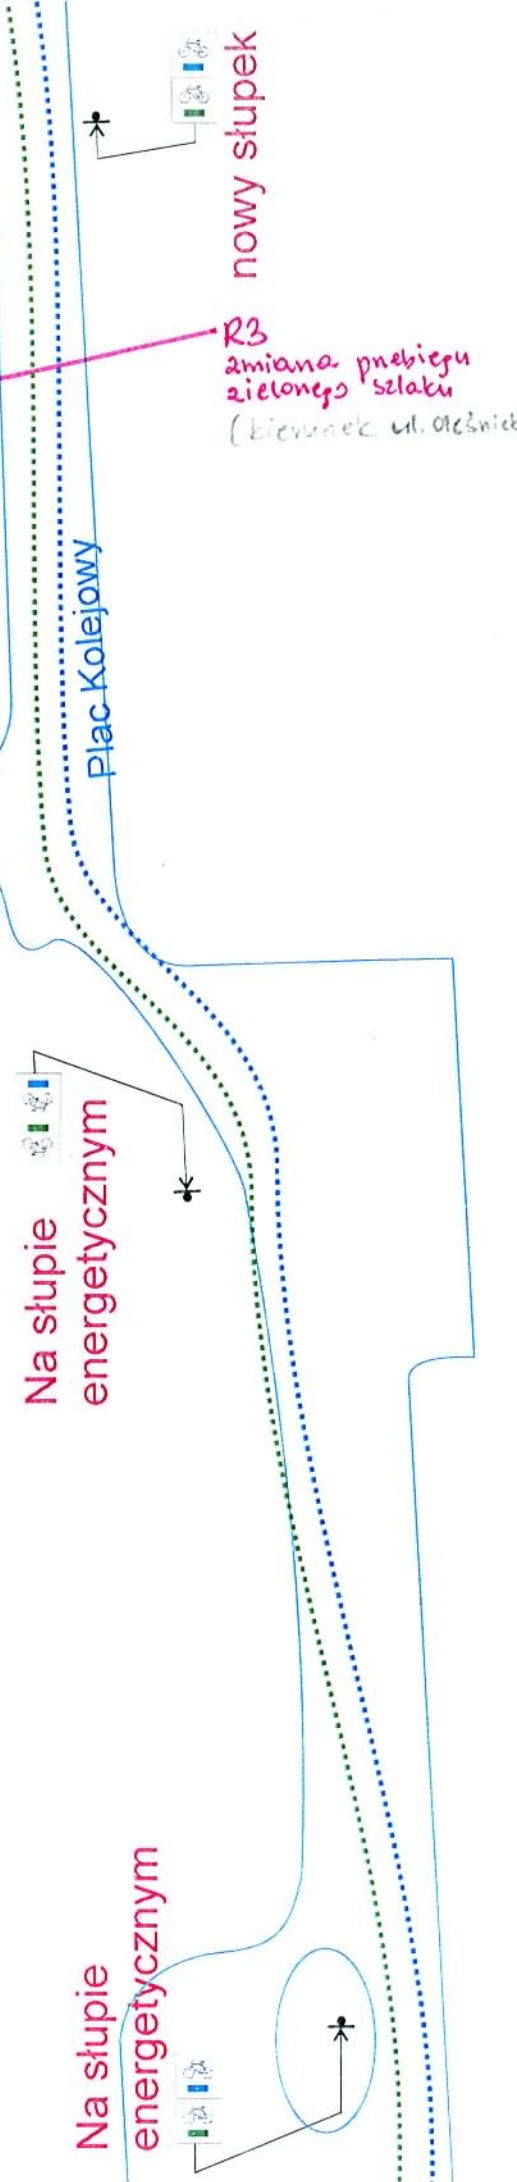 nowy słupek
R3
zmiana przebiegu
zielonego szlaku
(kierunek ul. Oleśnick
Plac Kolejowy
Na słupie
energetycznym
Na słupie
energetycznym